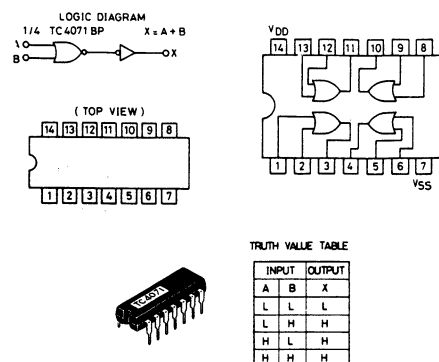 LOGIC DIAGRAM
1/4 TC4071BP X = A + B
A
B
X
( TOP VIEW )
14 13 12 11 10 9 8
1 2 3 4 5 6 7
VDD
14 13 12 11 10 9 8
1 2 3 4 5 6 7
VSS
TC4071
TRUTH VALUE TABLE
INPUT OUTPUT
A B X
L L L
L H H
H L H
H H H